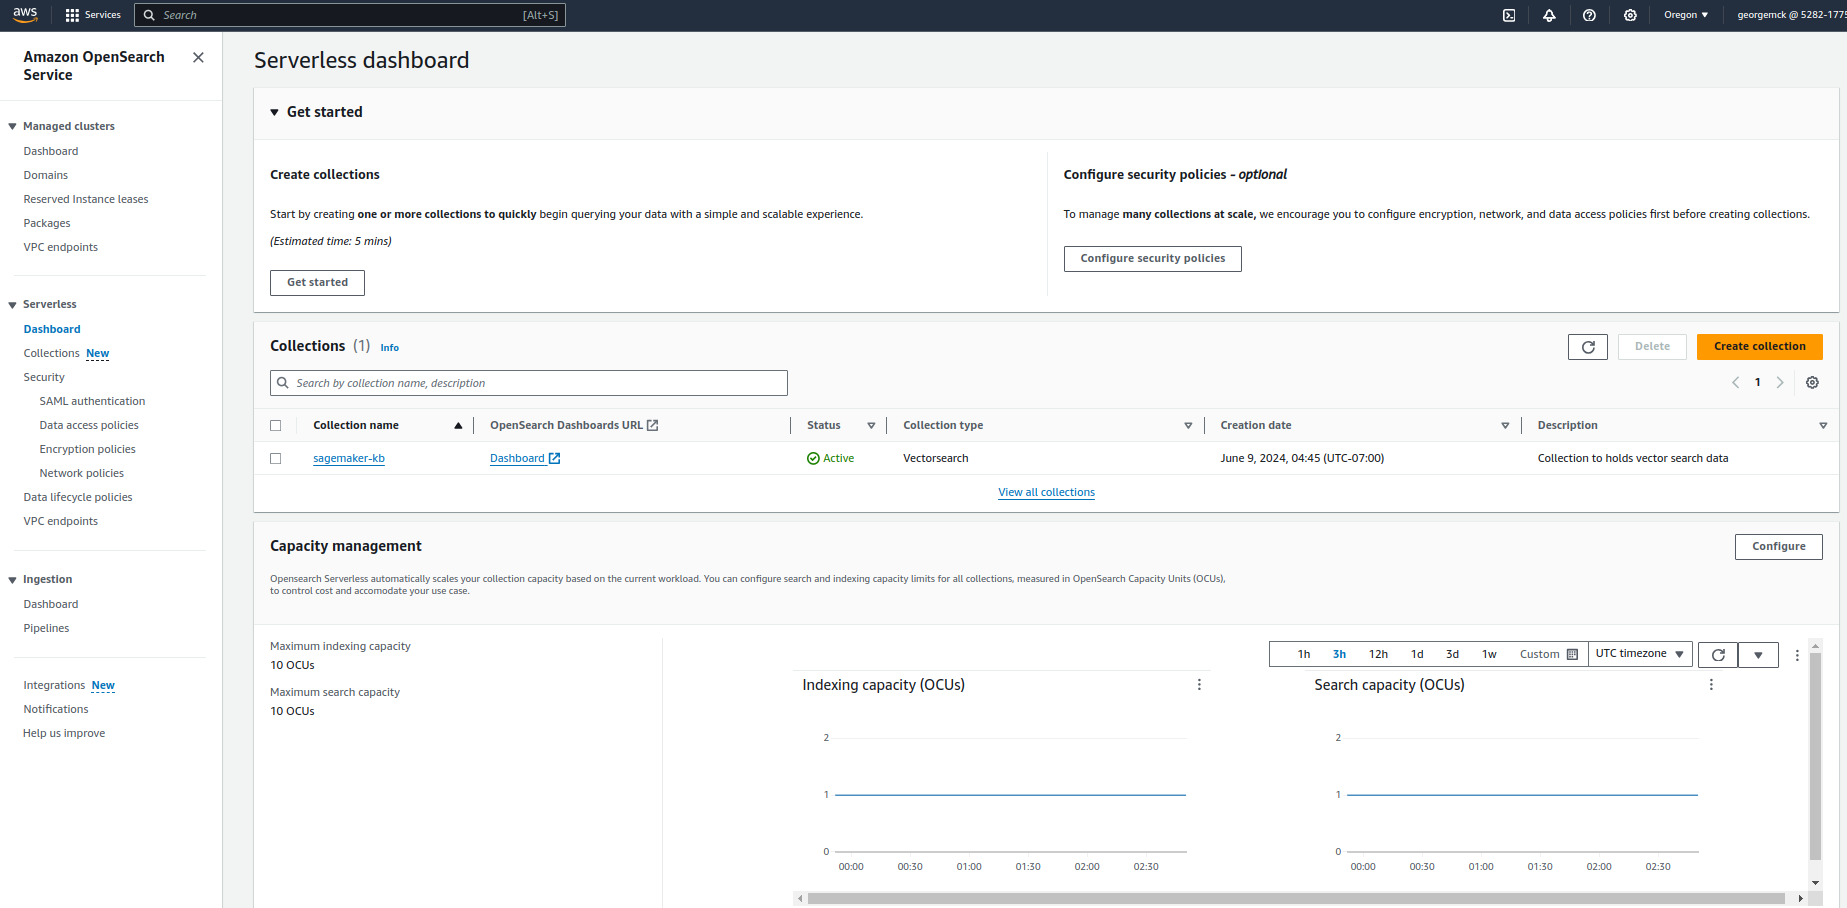 aws
Services
Search
[Alt+S]
Oregon
georgemck @ 5282-1775
Amazon OpenSearch
Service
Managed clusters
Dashboard
Domains
Reserved Instance leases
Packages
VPC endpoints
Serverless
Dashboard
Collections New
Security
SAML authentication
Data access policies
Encryption policies
Network policies
Data lifecycle policies
VPC endpoints
Ingestion
Dashboard
Pipelines
Integrations New
Notifications
Help us improve
Serverless dashboard
Get started
Create collections
Start by creating one or more collections to quickly begin querying your data with a simple and scalable experience.
(Estimated time: 5 mins)
Get started
Configure security policies - optional
To manage many collections at scale, we encourage you to configure encryption, network, and data access policies first before creating collections.
Configure security policies
Collections (1) Info
Delete
Create collection
Search by collection name, description
1
Collection name
OpenSearch Dashboards URL
Status
Collection type
Creation date
Description
sagemaker-kb
Dashboard
Active
Vectorsearch
June 9, 2024, 04:45 (UTC-07:00)
Collection to holds vector search data
View all collections
Capacity management
Configure
Opensearch Serverless automatically scales your collection capacity based on the current workload. You can configure search and indexing capacity limits for all collections, measured in OpenSearch Capacity Units (OCUs),
to control cost and accomodate your use case.
Maximum indexing capacity
10 OCUs
Maximum search capacity
10 OCUs
1h 3h 12h 1d 3d 1w Custom
UTC timezone
Indexing capacity (OCUs)
2
1
0
00:00 00:30 01:00 01:30 02:00 02:30
Search capacity (OCUs)
2
1
0
00:00 00:30 01:00 01:30 02:00 02:30